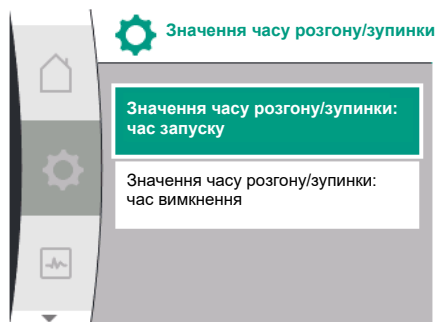 Значення часу розгону/зупинки
Значення часу розгону/зупинки:
час запуску
Значення часу розгону/зупинки:
час вимкнення